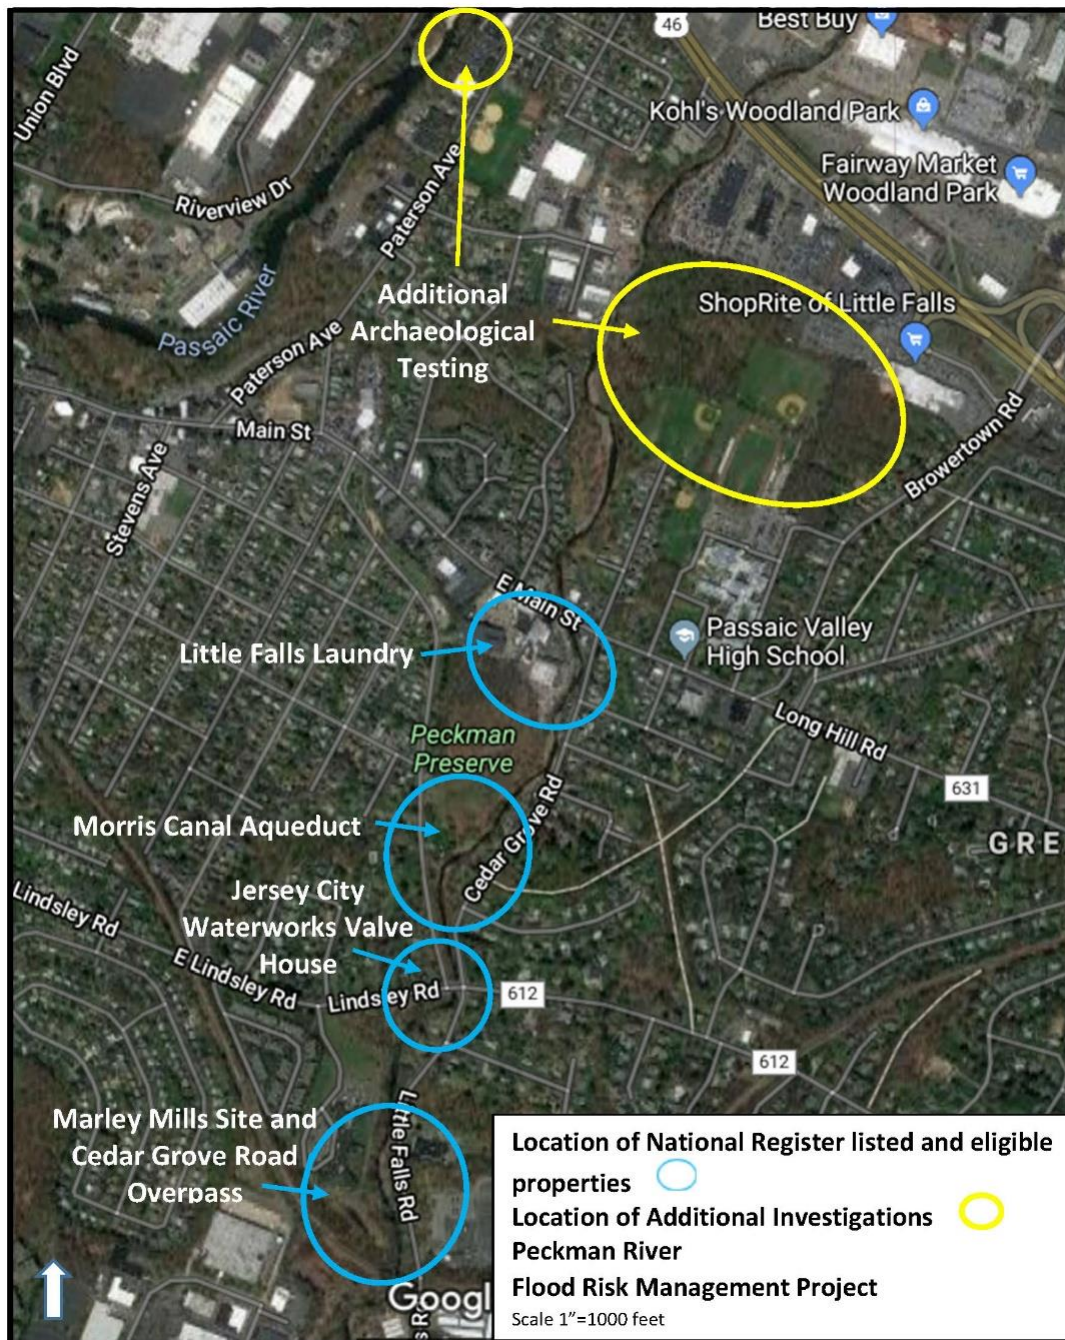 Best Buy
46
Union Blvd
Kohl's Woodland Park
Fairway Market
Woodland Park
Riverview Dr
Paterson Ave
Passaic River
Additional
Archaeological
Testing
ShopRite of Little Falls
Paterson Ave
Main St
Stevens Ave
Browertown Rd
E Main St
Little Falls Laundry
Passaic Valley
High School
Long Hill Rd
Peckman
Preserve
631
Morris Canal Aqueduct
Cedar Grove Rd
GRE
Jersey City
Waterworks Valve
House
Lindsley Rd
E Lindsley Rd
Lindsley Rd
612
612
Little Falls Rd
Marley Mills Site and
Cedar Grove Road
Overpass
Googl
s R
Location of National Register listed and eligible
properties
Location of Additional Investigations
Peckman River
Flood Risk Management Project
Scale 1"=1000 feet